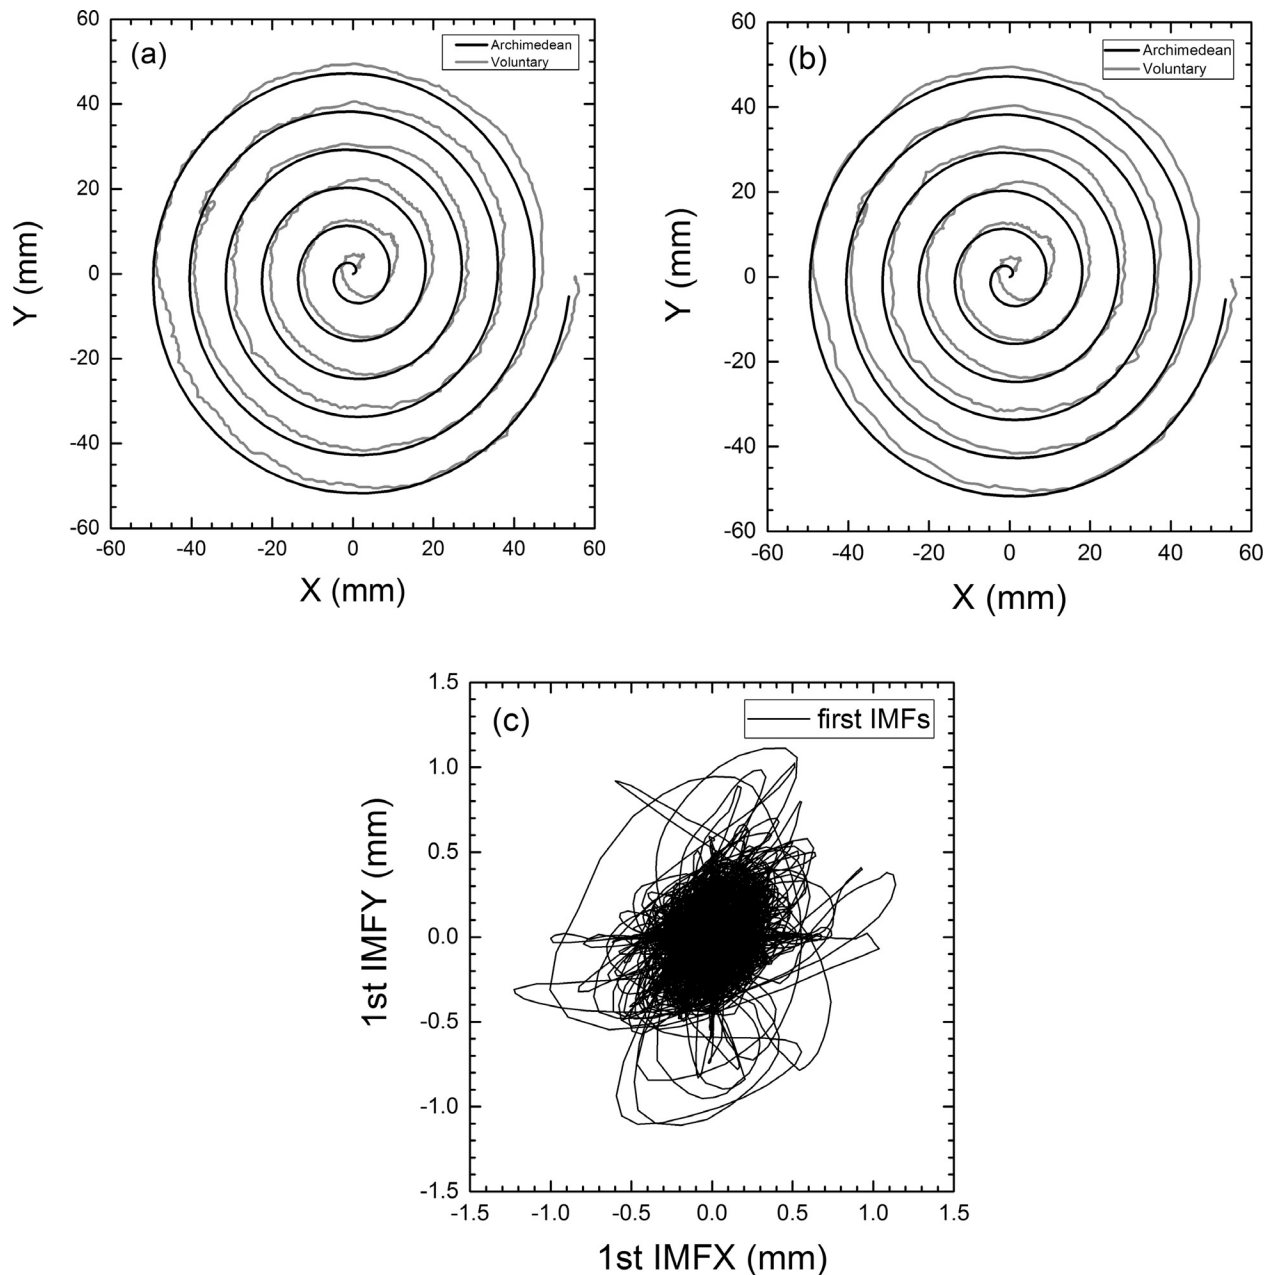 (a)
Archimedean
Voluntary
60
40
20
0
-20
-40
-60
-60 -40 -20 0 20 40 60
Y (mm)
X (mm)
(b)
Archimedean
Voluntary
60
40
20
0
-20
-40
-60
-60 -40 -20 0 20 40 60
Y (mm)
X (mm)
(c)
first IMFs
1.5
1.0
0.5
0.0
-0.5
-1.0
-1.5
-1.5 -1.0 -0.5 0.0 0.5 1.0 1.5
1st IMFY (mm)
1st IMFX (mm)